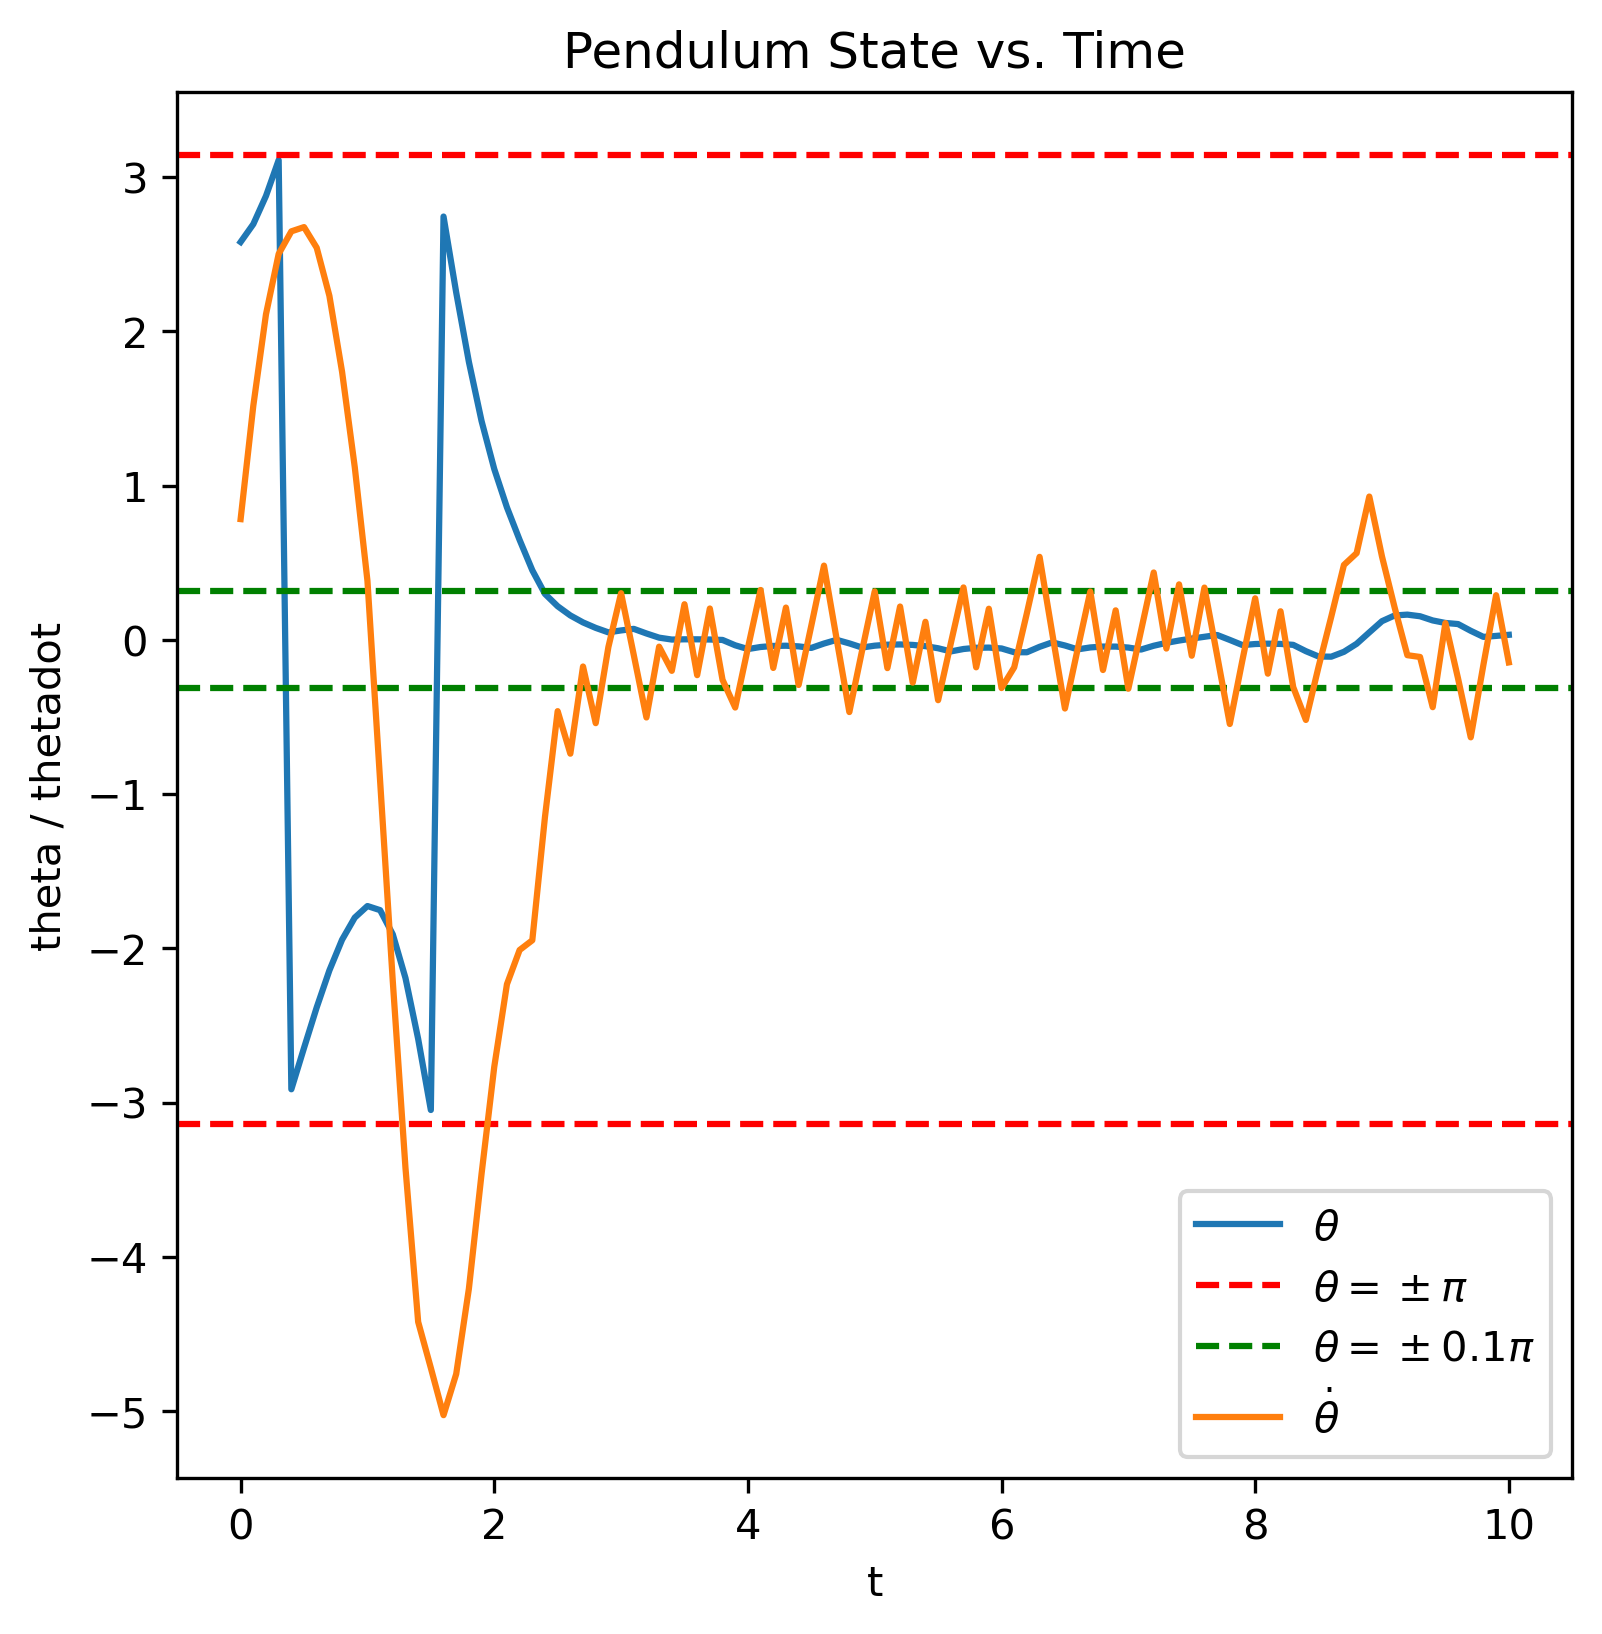 Pendulum State vs. Time
theta / thetadot
3
2
1
0
−1
−2
−3
−4
−5
0
2
4
6
8
10
t
θ
θ = ± π
θ = ± 0.1π
θ̇